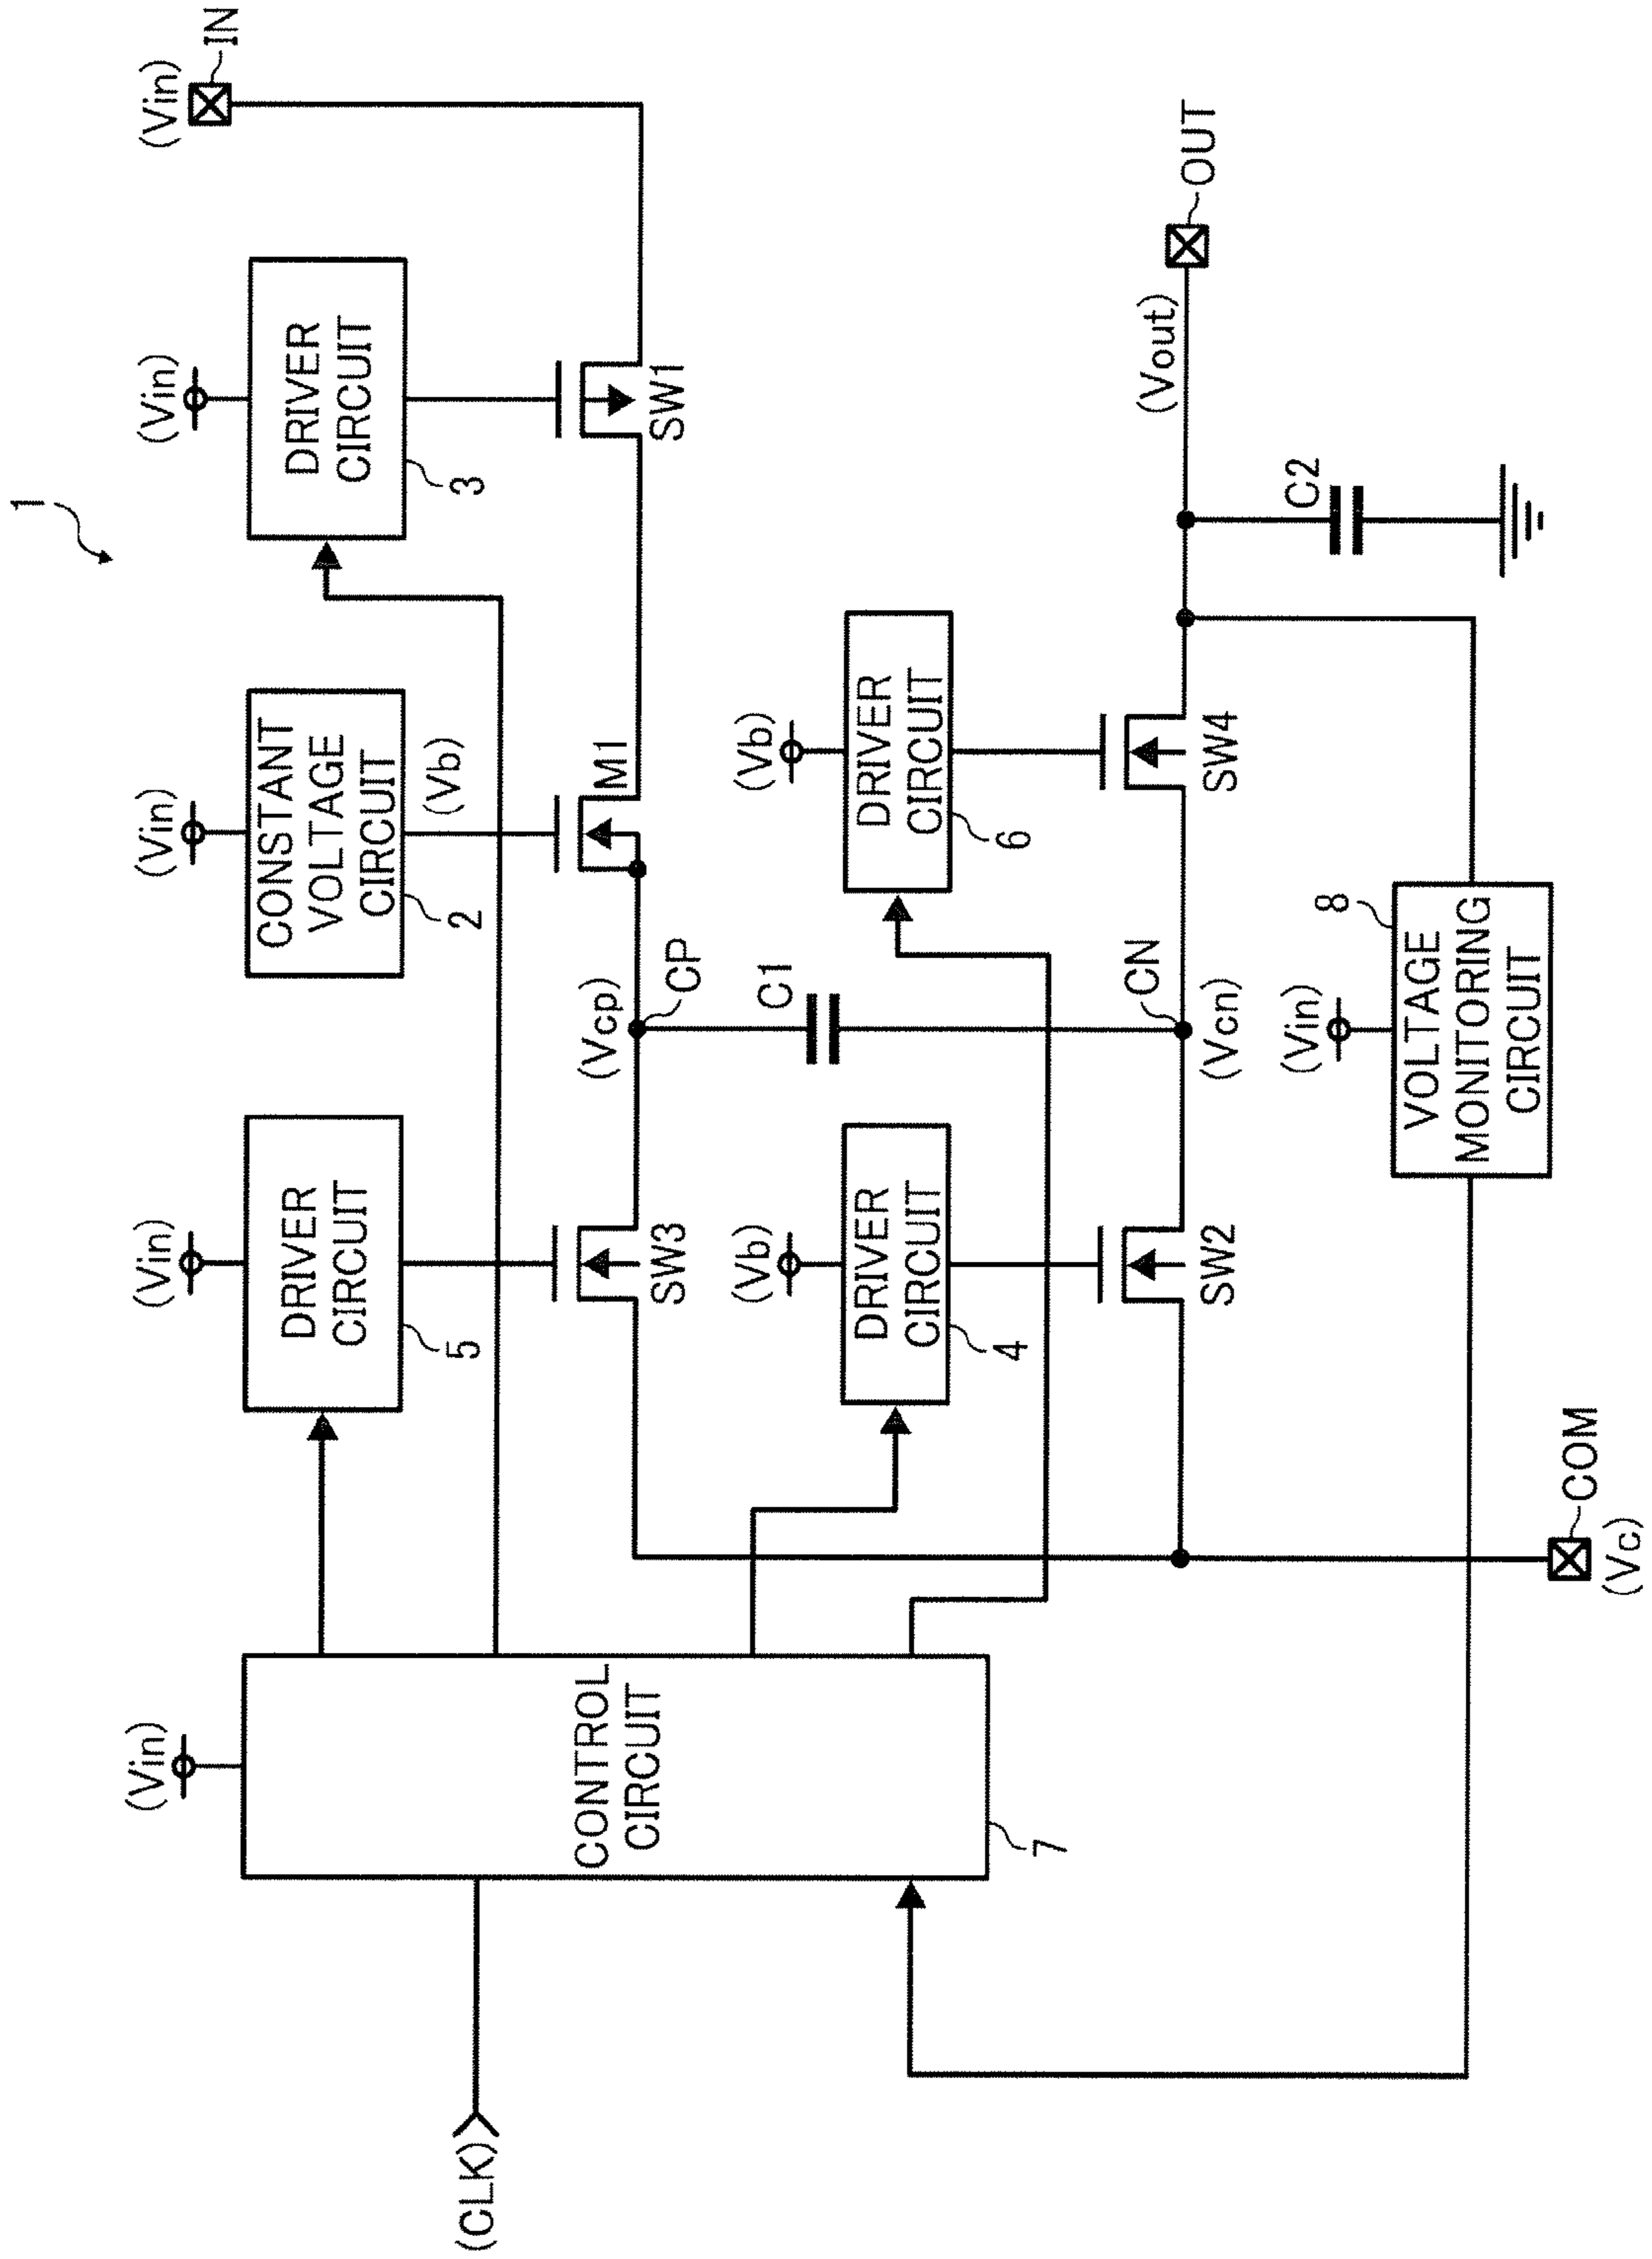 1
(Vin)
(Vin)
(Vin)
(Vin)
(Vin)
IN
CONTROL
CIRCUIT
7
(CLK)
DRIVER
CIRCUIT
5
CONSTANT
VOLTAGE
CIRCUIT
2
(Vb)
DRIVER
CIRCUIT
3
SW3
(Vcp)
CP
M1
SW1
(Vb)
DRIVER
CIRCUIT
4
C1
(Vb)
DRIVER
CIRCUIT
6
SW2
CN
(Vcn)
SW4
(Vout)
OUT
C2
(Vin)
8
VOLTAGE
MONITORING
CIRCUIT
COM
(Vc)